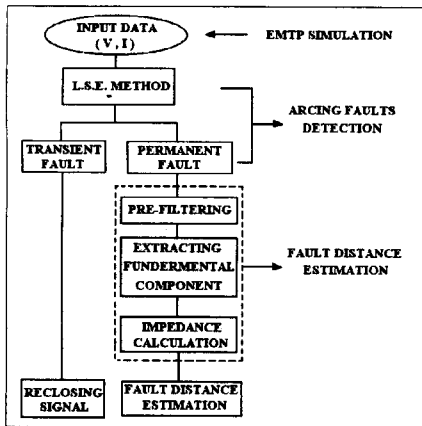 INPUT DATA
( V , I )
EMTP SIMULATION
L.S.E. METHOD
ARCING FAULTS
DETECTION
TRANSIENT
FAULT
PERMANENT
FAULT
PRE-FILTERING
EXTRACTING
FUNDERMENTAL
COMPONENT
FAULT DISTANCE
ESTIMATION
IMPEDANCE
CALCULATION
RECLOSING
SIGNAL
FAULT DISTANCE
ESTIMATION